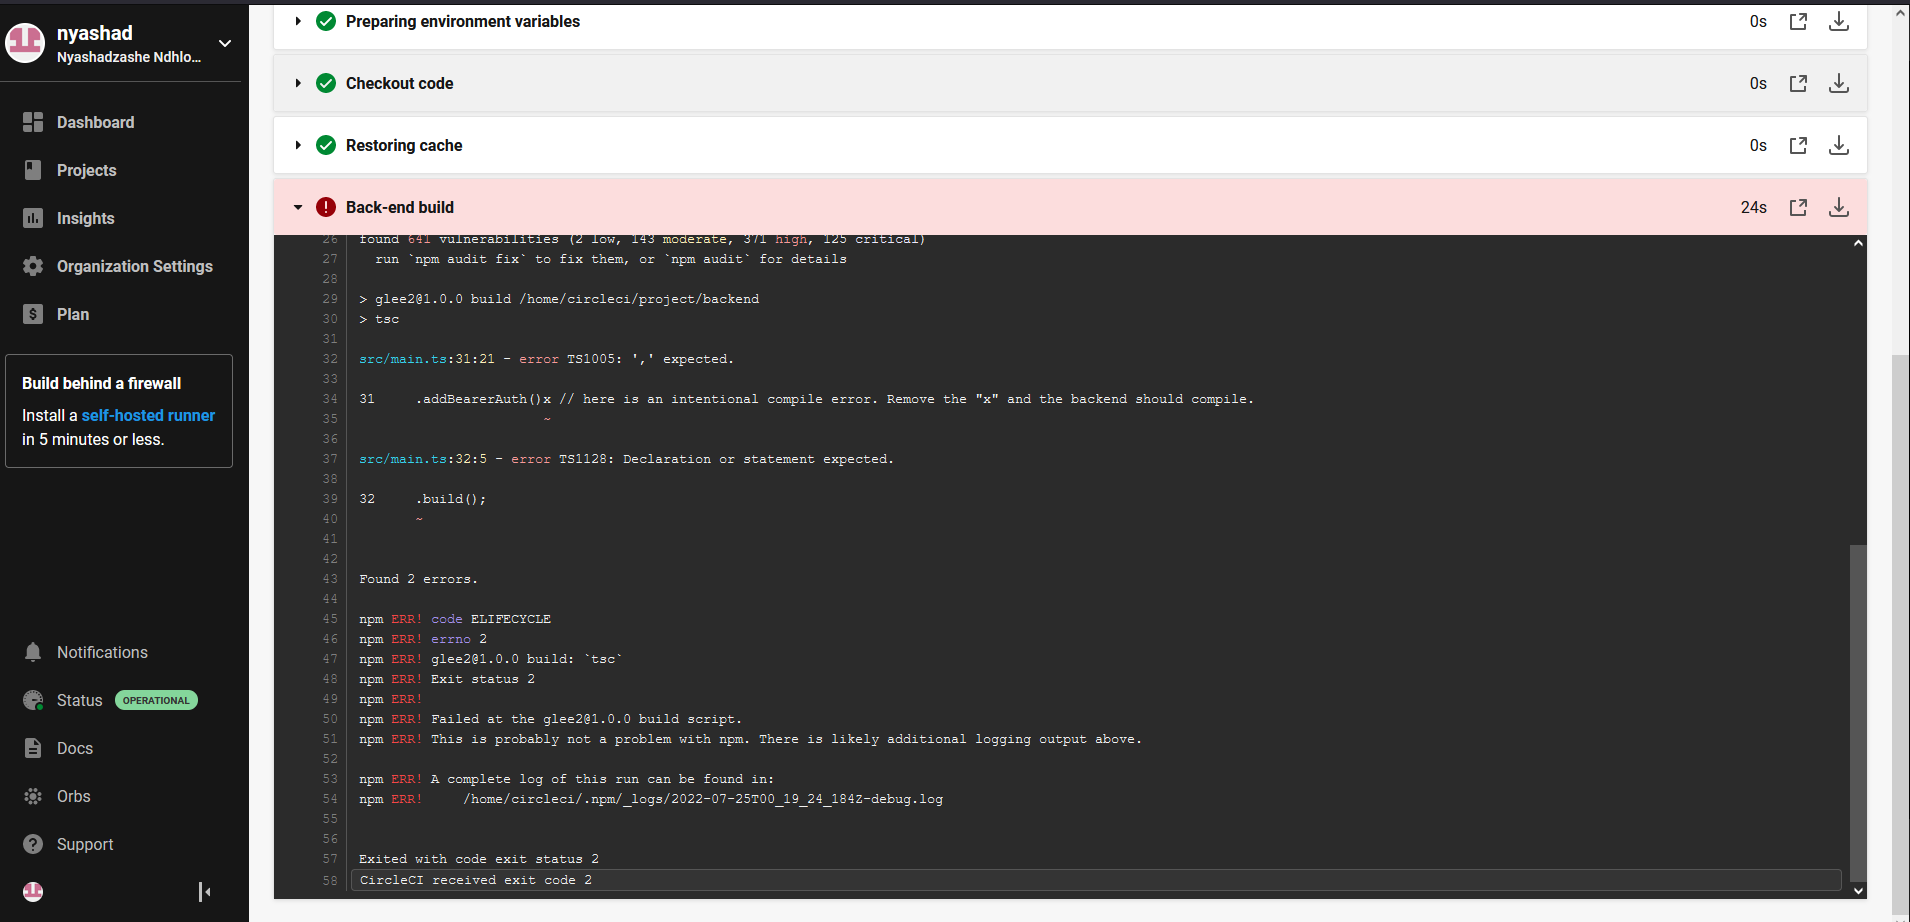 nyashad
Nyashadzashe Ndhlo...
Dashboard
Projects
Insights
Organization Settings
Plan
Build behind a firewall
Install a self-hosted runner
in 5 minutes or less.
Notifications
Status OPERATIONAL
Docs
Orbs
Support
Preparing environment variables 0s
Checkout code 0s
Restoring cache 0s
Back-end build 24s
26 found 641 vulnerabilities (2 low, 143 moderate, 371 high, 125 critical)
27 run `npm audit fix` to fix them, or `npm audit` for details
28
29 > glee2@1.0.0 build /home/circleci/project/backend
30 > tsc
31
32 src/main.ts:31:21 - error TS1005: ',' expected.
33
34 31 .addBearerAuth()x // here is an intentional compile error. Remove the "x" and the backend should compile.
35 ~
36
37 src/main.ts:32:5 - error TS1128: Declaration or statement expected.
38
39 32 .build();
40 ~
41
42
43 Found 2 errors.
44
45 npm ERR! code ELIFECYCLE
46 npm ERR! errno 2
47 npm ERR! glee2@1.0.0 build: `tsc`
48 npm ERR! Exit status 2
49 npm ERR!
50 npm ERR! Failed at the glee2@1.0.0 build script.
51 npm ERR! This is probably not a problem with npm. There is likely additional logging output above.
52
53 npm ERR! A complete log of this run can be found in:
54 npm ERR! /home/circleci/.npm/_logs/2022-07-25T00_19_24_184Z-debug.log
55
56
57 Exited with code exit status 2
58 CircleCI received exit code 2